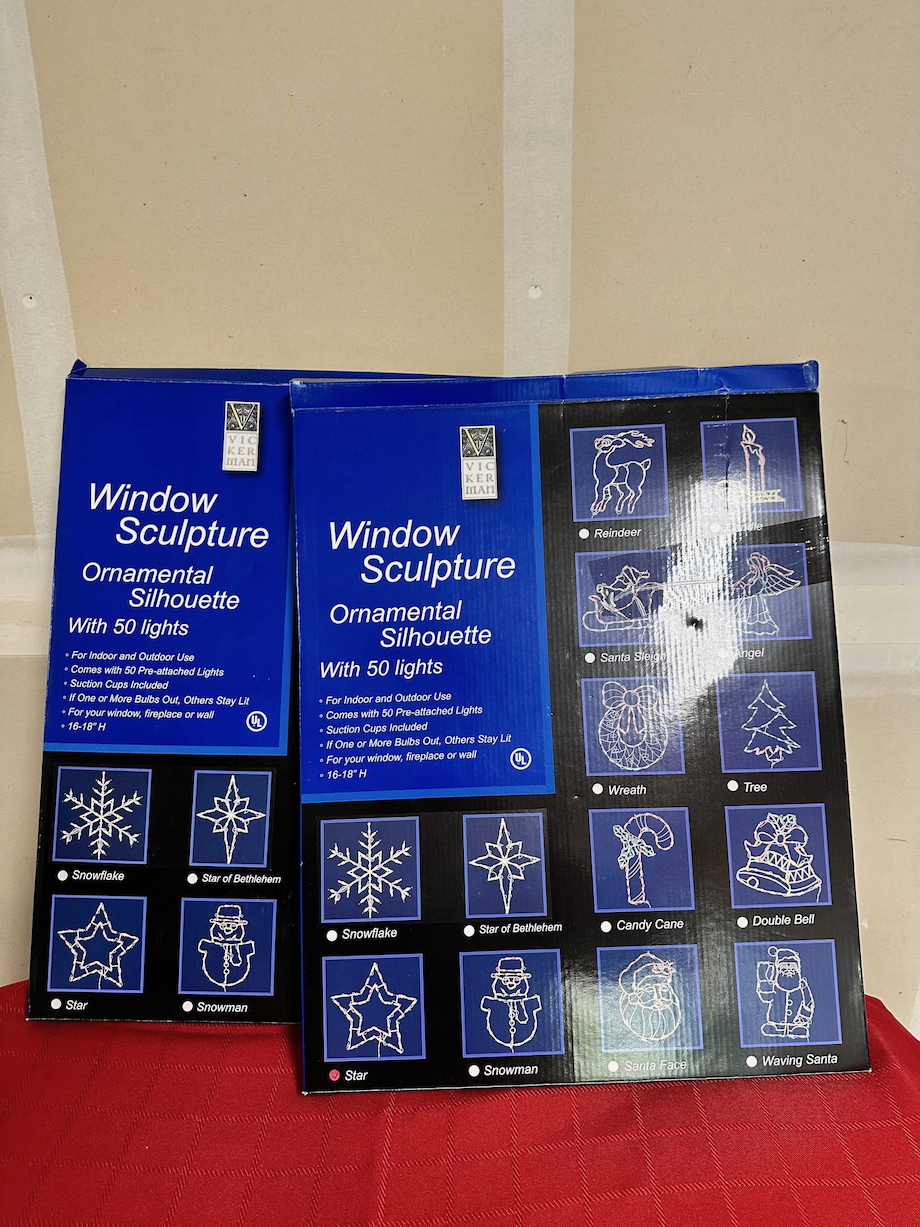 VIC
KER
MAN
Window
Sculpture
Ornamental
Silhouette
With 50 lights
◦ For Indoor and Outdoor Use
◦ Comes with 50 Pre-attached Lights
◦ Suction Cups Included
◦ If One or More Bulbs Out, Others Stay Lit
◦ For your window, fireplace or wall
◦ 16-18" H
UL
Snowflake
Star of Bethlehem
Star
Snowman
VIC
KER
MAN
Window
Sculpture
Ornamental
Silhouette
With 50 lights
◦ For Indoor and Outdoor Use
◦ Comes with 50 Pre-attached Lights
◦ Suction Cups Included
◦ If One or More Bulbs Out, Others Stay Lit
◦ For your window, fireplace or wall
◦ 16-18" H
UL
Reindeer
Santa Sleigh
Angel
Wreath
Tree
Snowflake
Star of Bethlehem
Candy Cane
Double Bell
Star
Snowman
Santa Face
Waving Santa